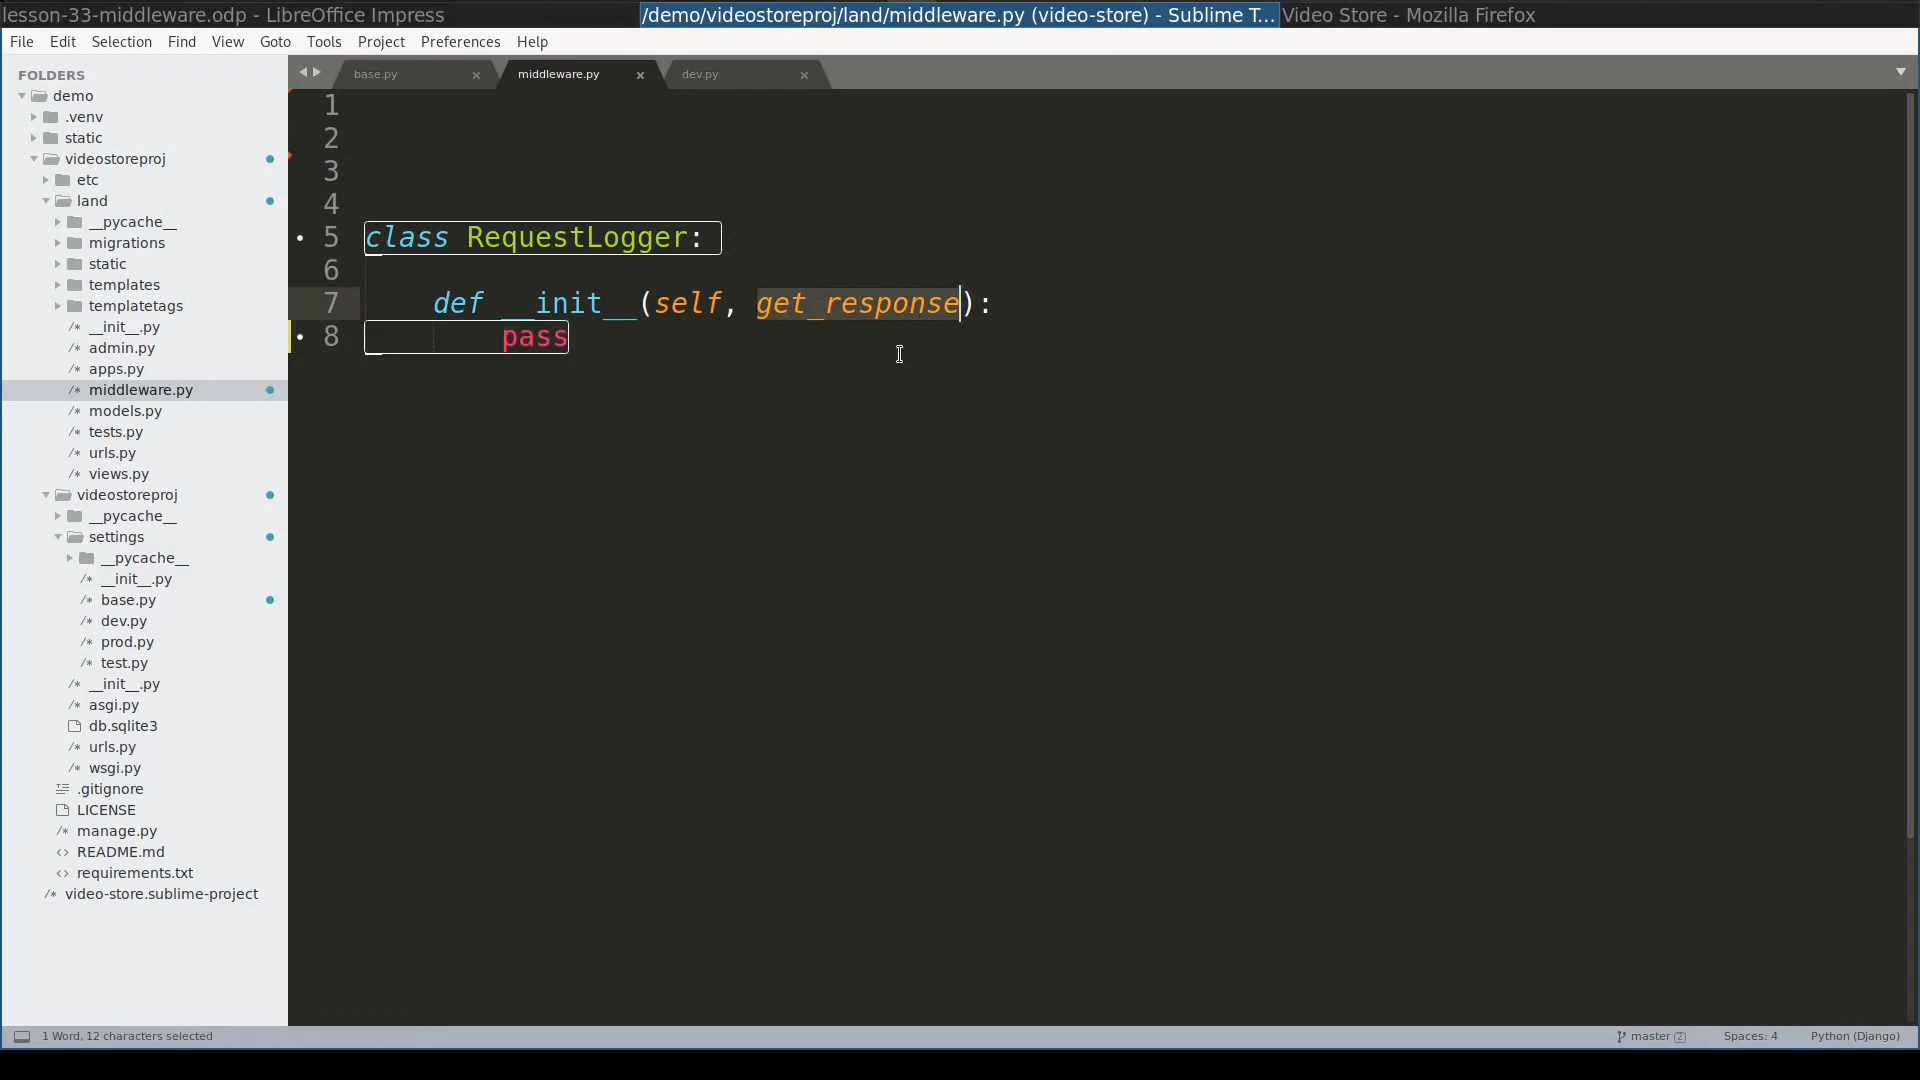 lesson-33-middleware.odp - LibreOffice Impress
/demo/videostoreproj/land/middleware.py (video-store) - Sublime T...
Video Store - Mozilla Firefox
File Edit Selection Find View Goto Tools Project Preferences Help
FOLDERS
demo
.venv
static
videostoreproj
etc
land
__pycache__
migrations
static
templates
templatetags
__init__.py
admin.py
apps.py
middleware.py
models.py
tests.py
urls.py
views.py
videostoreproj
__pycache__
settings
__pycache__
__init__.py
base.py
dev.py
prod.py
test.py
__init__.py
asgi.py
db.sqlite3
urls.py
wsgi.py
.gitignore
LICENSE
manage.py
README.md
requirements.txt
video-store.sublime-project
base.py × middleware.py × dev.py ×
1
2
3
4
5 class RequestLogger:
6
7 def __init__(self, get_response):
8 pass
1 Word, 12 characters selected
master 2
Spaces: 4
Python (Django)